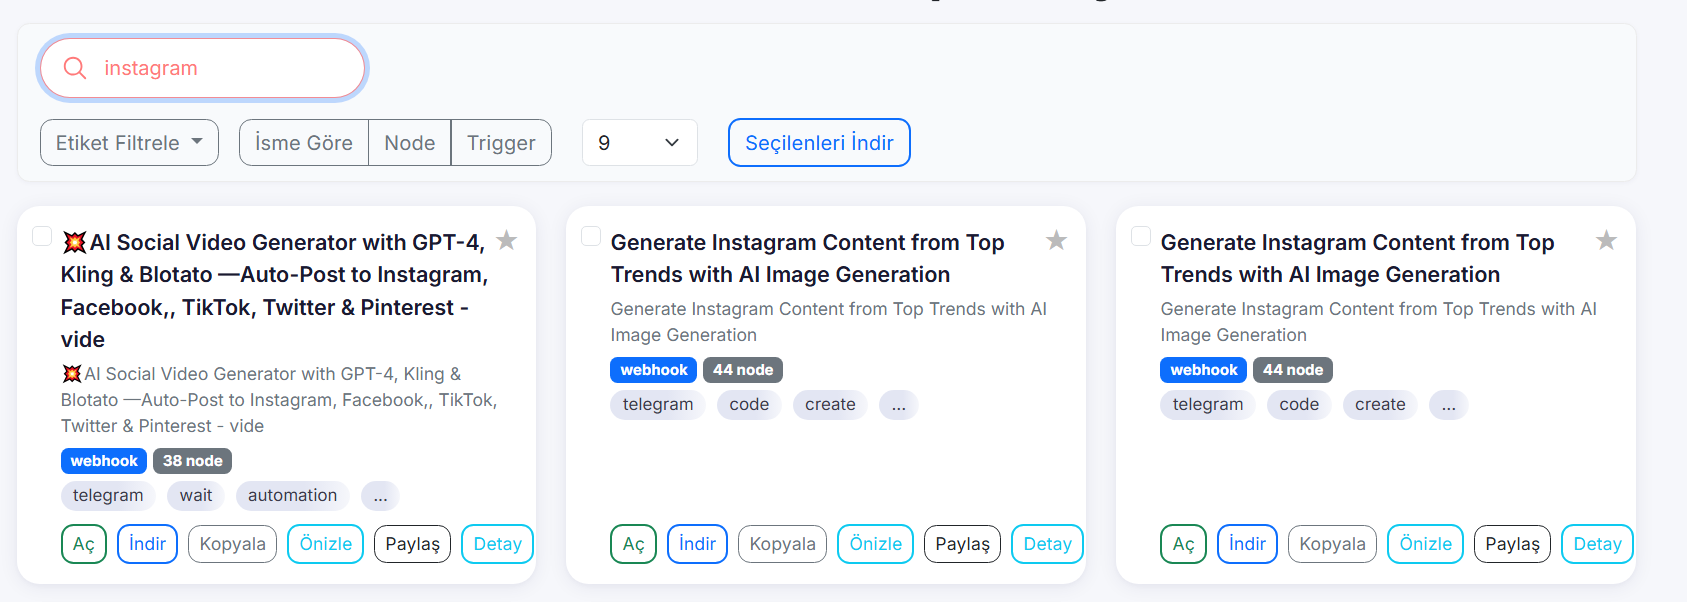 instagram
Etiket Filtrele
İsme Göre Node Trigger
9
Seçilenleri İndir
💥AI Social Video Generator with GPT-4,
Kling & Blotato —Auto-Post to Instagram,
Facebook,, TikTok, Twitter & Pinterest -
vide
💥AI Social Video Generator with GPT-4, Kling &
Blotato —Auto-Post to Instagram, Facebook,, TikTok,
Twitter & Pinterest - vide
webhook 38 node
telegram wait automation ...
Aç İndir Kopyala Önizle Paylaş Detay
Generate Instagram Content from Top
Trends with AI Image Generation
Generate Instagram Content from Top Trends with AI
Image Generation
webhook 44 node
telegram code create ...
Aç İndir Kopyala Önizle Paylaş Detay
Generate Instagram Content from Top
Trends with AI Image Generation
Generate Instagram Content from Top Trends with AI
Image Generation
webhook 44 node
telegram code create ...
Aç İndir Kopyala Önizle Paylaş Detay